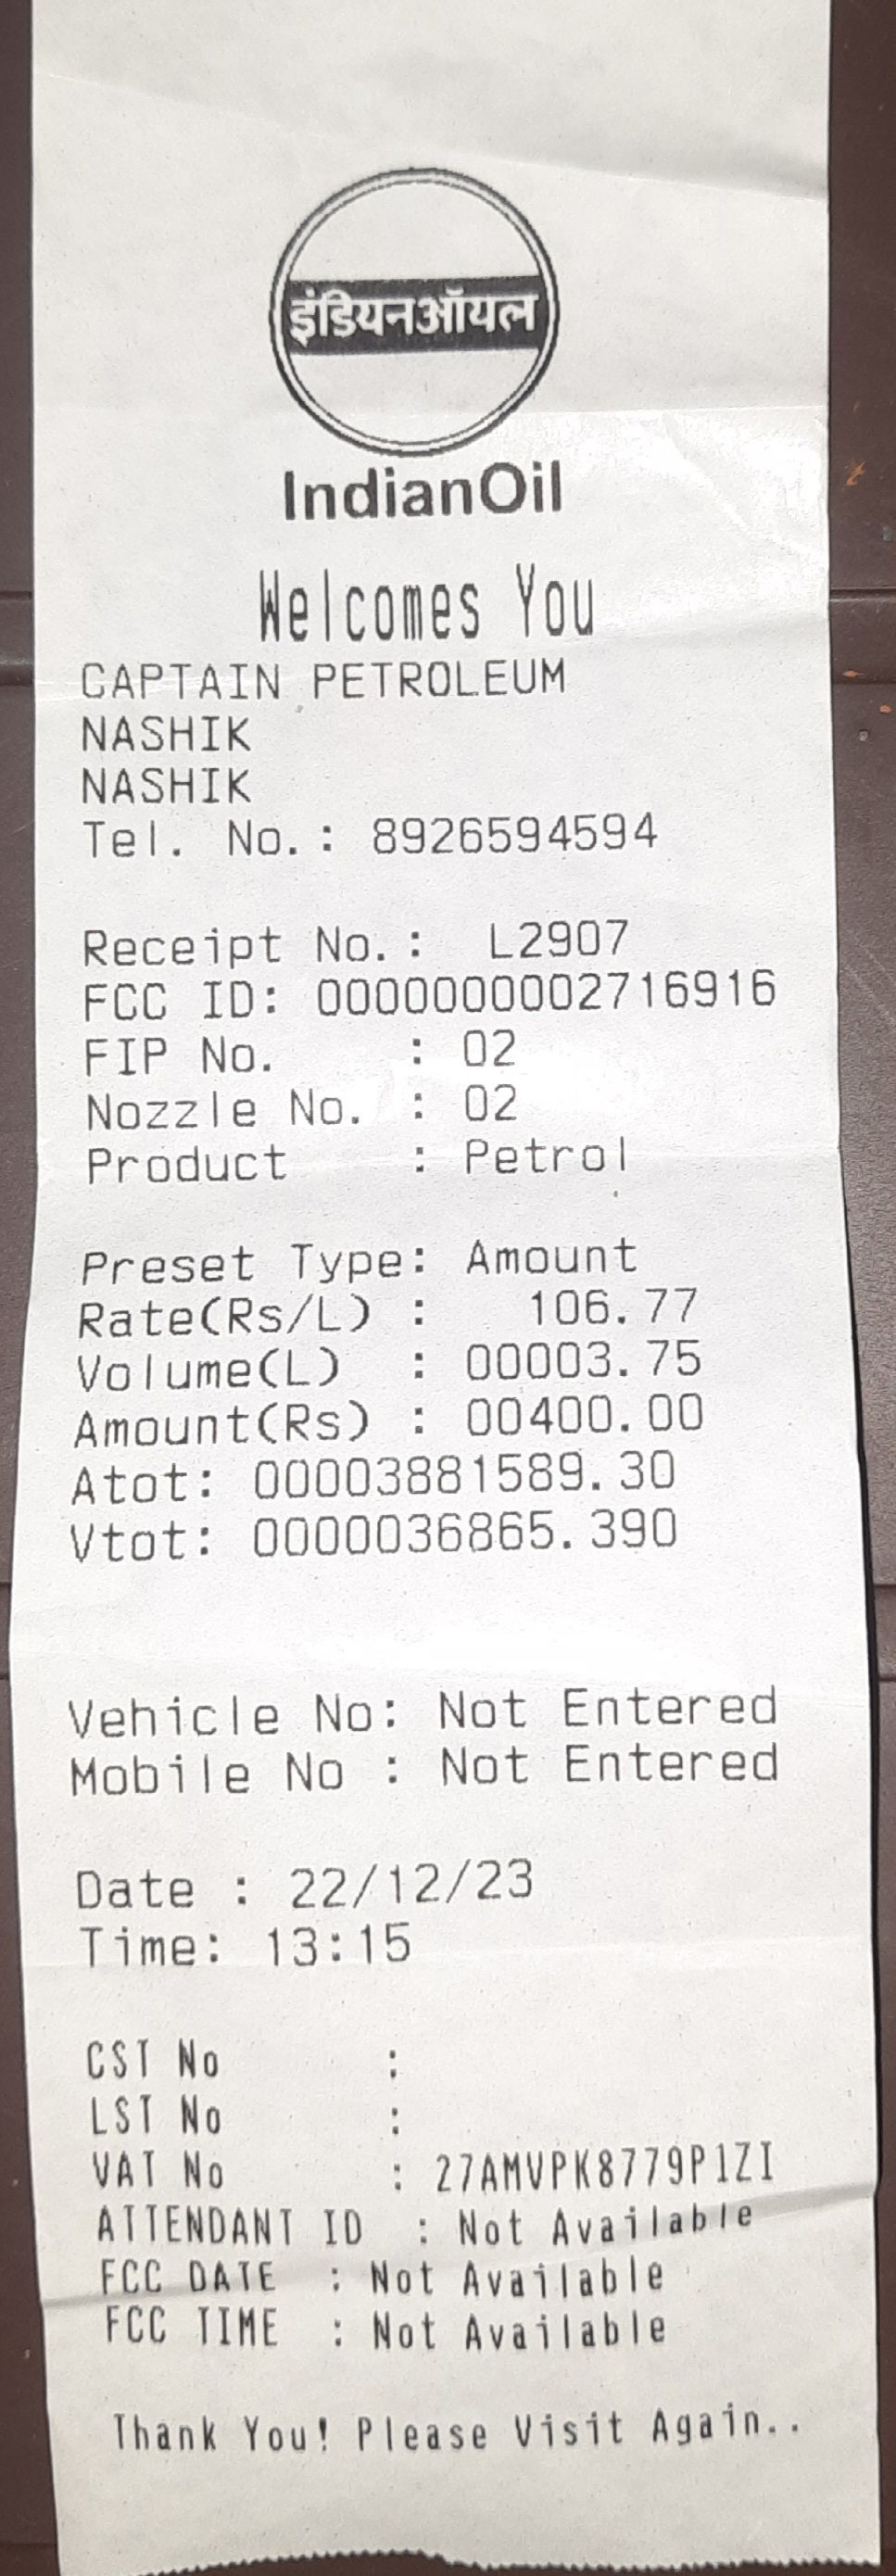 इंडियनऑयल
IndianOil
Welcomes You
CAPTAIN PETROLEUM
NASHIK
NASHIK
Tel. No.: 8926594594
Receipt No.: L2907
FCC ID: 0000000002716916
FIP No. : 02
Nozzle No. : 02
Product : Petrol
Preset Type: Amount
Rate(Rs/L) : 106.77
Volume(L) : 00003.75
Amount(Rs) : 00400.00
Atot: 00003881589.30
Vtot: 0000036865.390
Vehicle No: Not Entered
Mobile No : Not Entered
Date : 22/12/23
Time: 13:15
CST No :
LST No :
VAT No : 27AMVPK8779P1ZI
ATTENDANT ID : Not Available
FCC DATE : Not Available
FCC TIME : Not Available
Thank You! Please Visit Again..